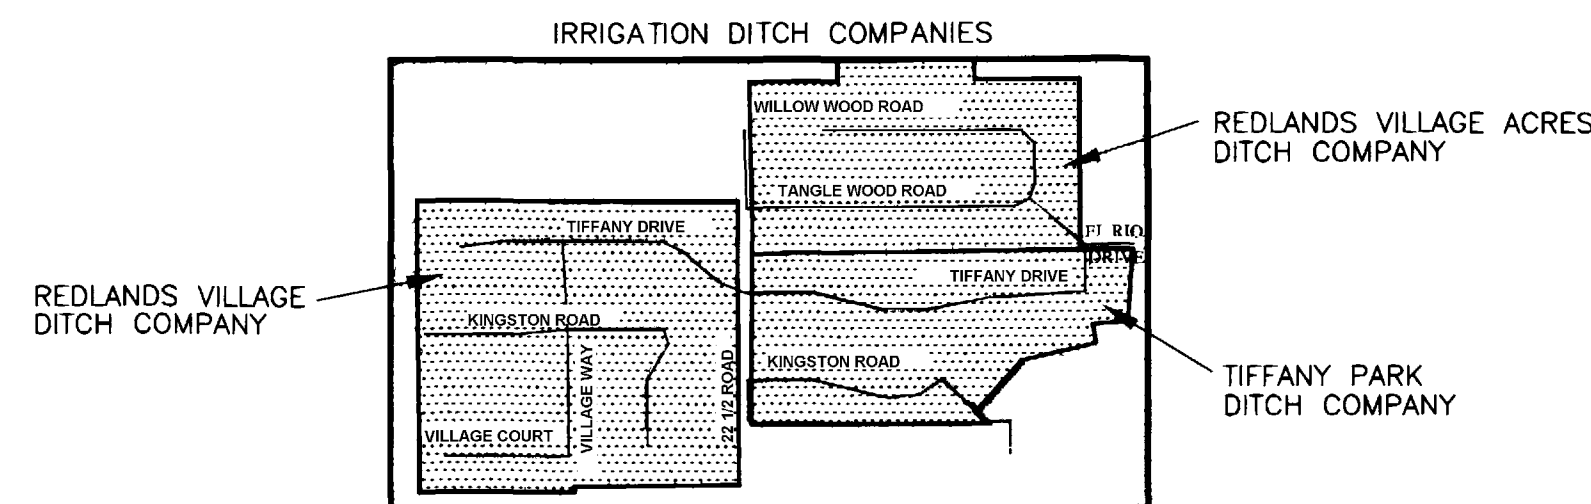 IRRIGATION DITCH COMPANIES
WILLOW WOOD ROAD
REDLANDS VILLAGE ACRES
DITCH COMPANY
TANGLE WOOD ROAD
TIFFANY DRIVE
EL RIO
DRIVE
TIFFANY DRIVE
REDLANDS VILLAGE
DITCH COMPANY
KINGSTON ROAD
VILLAGE WAY
22 1/2 ROAD
KINGSTON ROAD
TIFFANY PARK
DITCH COMPANY
VILLAGE COURT